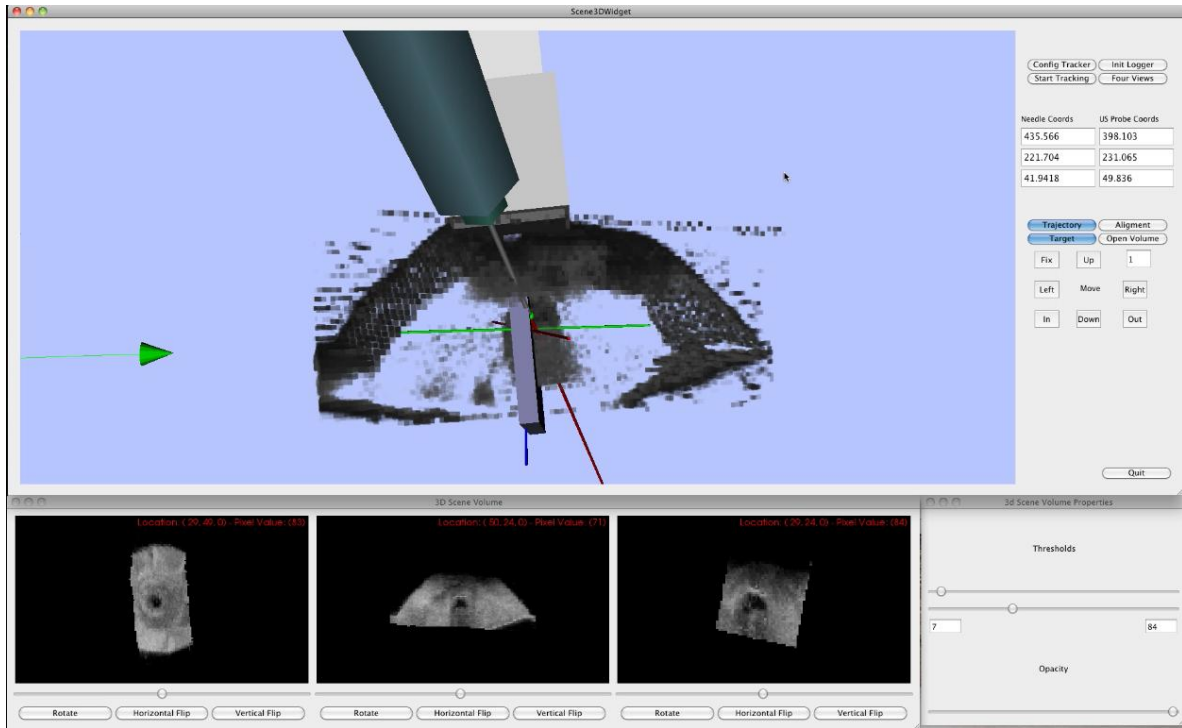 Scene3DWidget
Config Tracker Init Logger
Start Tracking Four Views
Needle Coords US Probe Coords
435.566 398.103
221.704 231.065
41.9418 49.836
Trajectory Aligment
Target Open Volume
Fix Up 1
Left Move Right
In Down Out
Quit
3D Scene Volume
Location: ( 29, 49, 0) - Pixel Value: (83)
Location: ( 50, 24, 0) - Pixel Value: (71)
Location: ( 29, 24, 0) - Pixel Value: (84)
Rotate Horizontal Flip Vertical Flip
Rotate Horizontal Flip Vertical Flip
Rotate Horizontal Flip Vertical Flip
3d Scene Volume Properties
Thresholds
7 84
Opacity